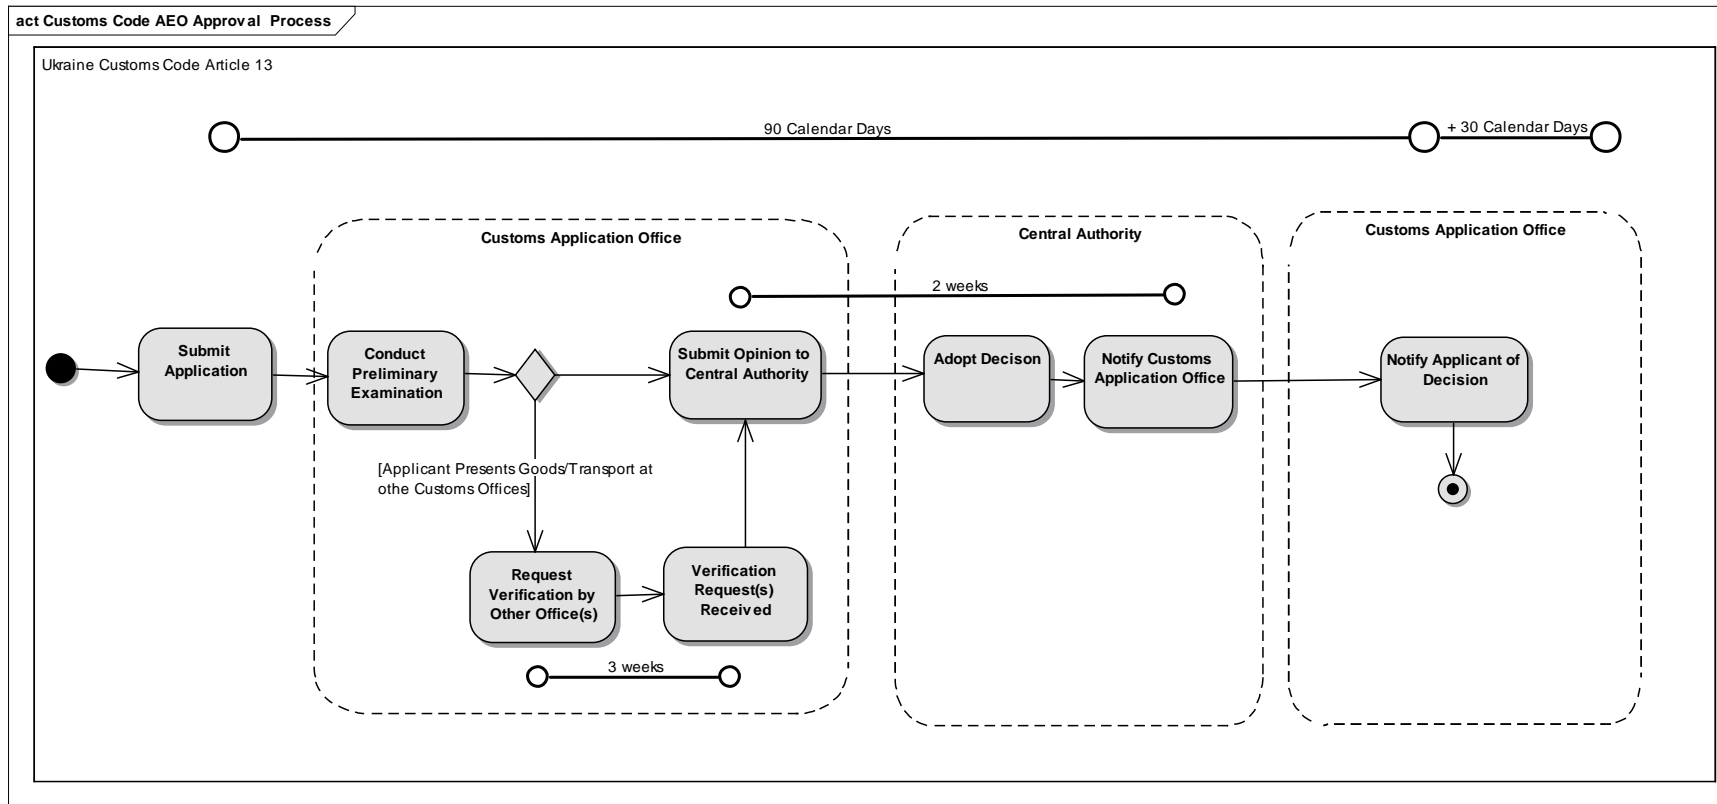 act Customs Code AEO Approval Process
Ukraine Customs Code Article 13
90 Calendar Days
+ 30 Calendar Days
Customs Application Office
Central Authority
Customs Application Office
2 weeks
Submit
Application
Conduct
Preliminary
Examination
Submit Opinion to
Central Authority
Adopt Decison
Notify Customs
Application Office
Notify Applicant of
Decision
[Applicant Presents Goods/Transport at
othe Customs Offices]
Request
Verification by
Other Office(s)
Verification
Request(s)
Received
3 weeks